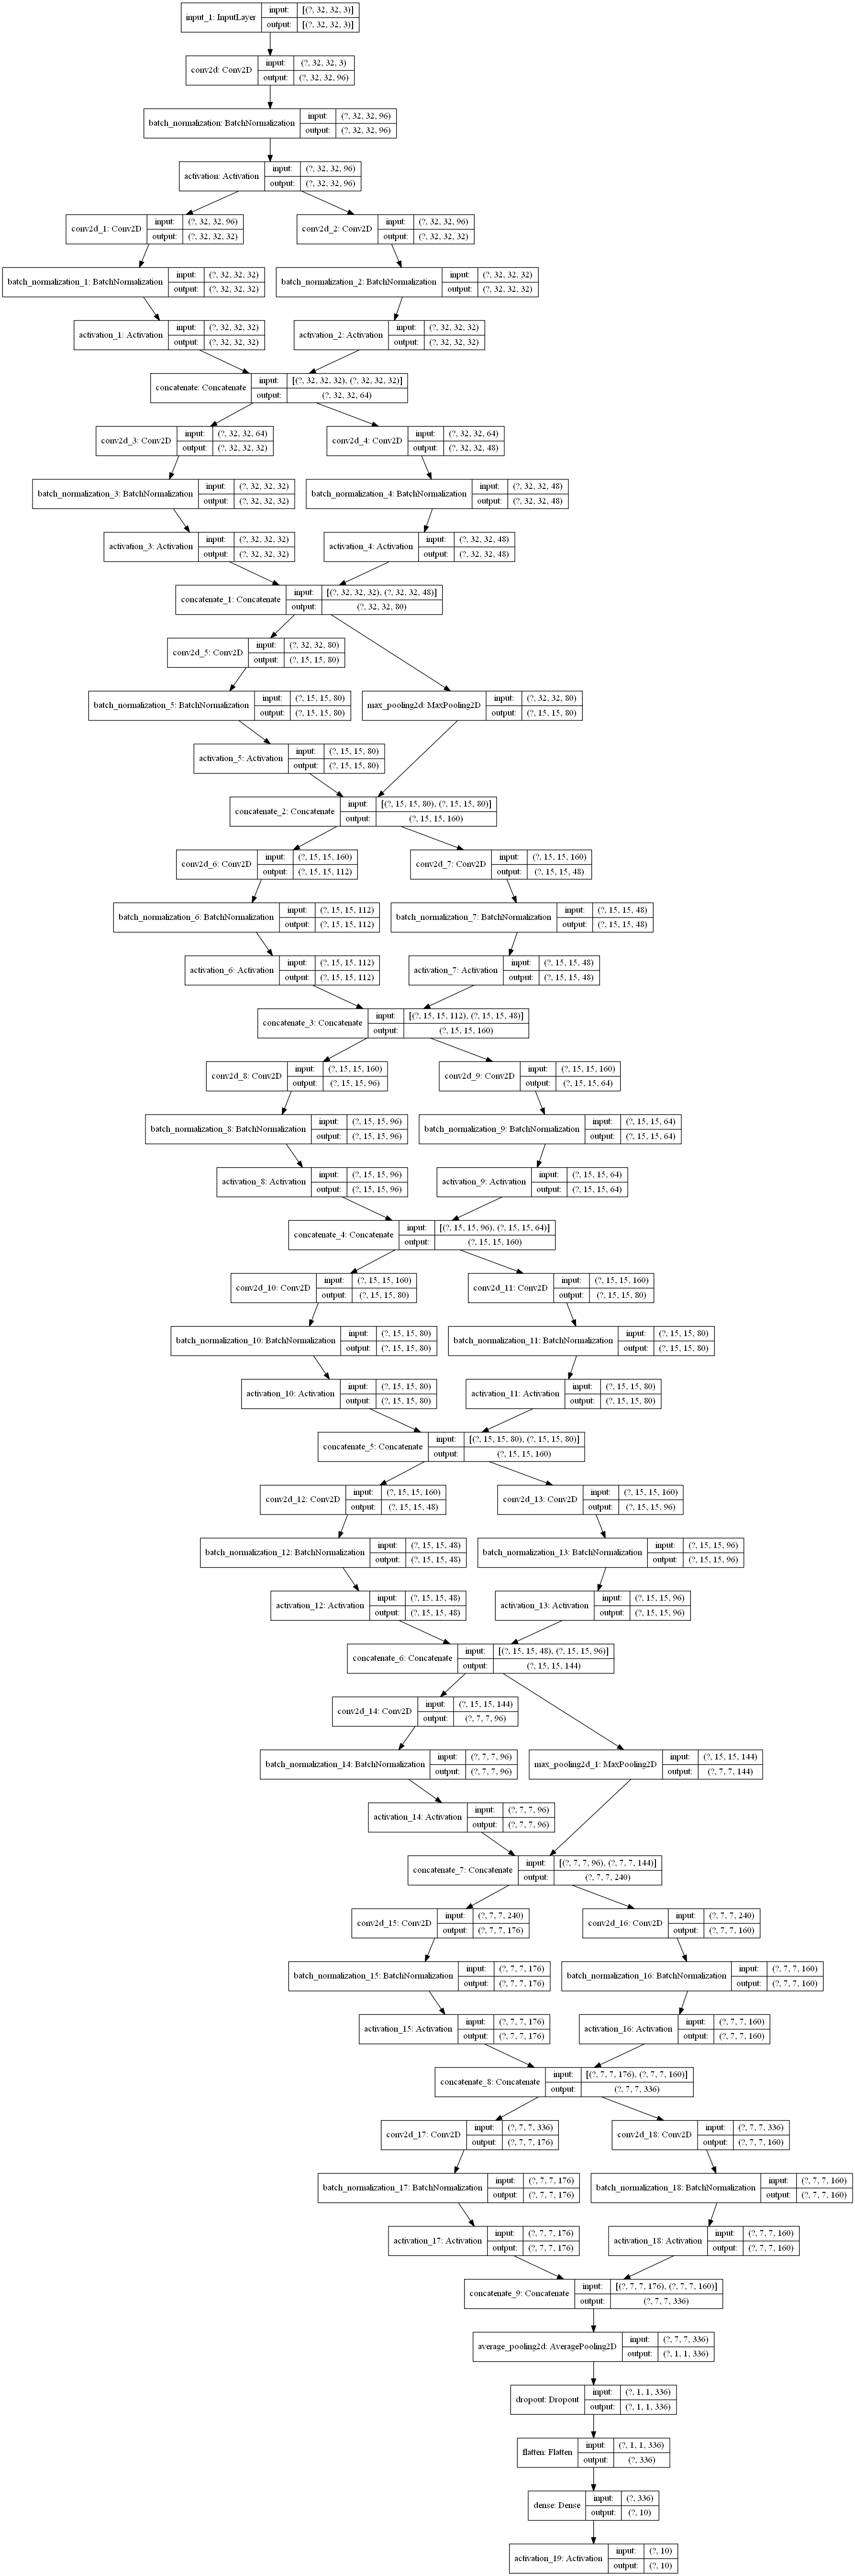 input_1: InputLayer
input: [(?, 32, 32, 3)]
output: [(?, 32, 32, 3)]
conv2d: Conv2D
input: (?, 32, 32, 3)
output: (?, 32, 32, 96)
batch_normalization: BatchNormalization
input: (?, 32, 32, 96)
output: (?, 32, 32, 96)
activation: Activation
input: (?, 32, 32, 96)
output: (?, 32, 32, 96)
conv2d_1: Conv2D
input: (?, 32, 32, 96)
output: (?, 32, 32, 32)
conv2d_2: Conv2D
input: (?, 32, 32, 96)
output: (?, 32, 32, 32)
batch_normalization_1: BatchNormalization
input: (?, 32, 32, 32)
output: (?, 32, 32, 32)
batch_normalization_2: BatchNormalization
input: (?, 32, 32, 32)
output: (?, 32, 32, 32)
activation_1: Activation
input: (?, 32, 32, 32)
output: (?, 32, 32, 32)
activation_2: Activation
input: (?, 32, 32, 32)
output: (?, 32, 32, 32)
concatenate: Concatenate
input: [(?, 32, 32, 32), (?, 32, 32, 32)]
output: (?, 32, 32, 64)
conv2d_3: Conv2D
input: (?, 32, 32, 64)
output: (?, 32, 32, 32)
conv2d_4: Conv2D
input: (?, 32, 32, 64)
output: (?, 32, 32, 48)
batch_normalization_3: BatchNormalization
input: (?, 32, 32, 32)
output: (?, 32, 32, 32)
batch_normalization_4: BatchNormalization
input: (?, 32, 32, 48)
output: (?, 32, 32, 48)
activation_3: Activation
input: (?, 32, 32, 32)
output: (?, 32, 32, 32)
activation_4: Activation
input: (?, 32, 32, 48)
output: (?, 32, 32, 48)
concatenate_1: Concatenate
input: [(?, 32, 32, 32), (?, 32, 32, 48)]
output: (?, 32, 32, 80)
conv2d_5: Conv2D
input: (?, 32, 32, 80)
output: (?, 15, 15, 80)
batch_normalization_5: BatchNormalization
input: (?, 15, 15, 80)
output: (?, 15, 15, 80)
max_pooling2d: MaxPooling2D
input: (?, 32, 32, 80)
output: (?, 15, 15, 80)
activation_5: Activation
input: (?, 15, 15, 80)
output: (?, 15, 15, 80)
concatenate_2: Concatenate
input: [(?, 15, 15, 80), (?, 15, 15, 80)]
output: (?, 15, 15, 160)
conv2d_6: Conv2D
input: (?, 15, 15, 160)
output: (?, 15, 15, 112)
conv2d_7: Conv2D
input: (?, 15, 15, 160)
output: (?, 15, 15, 48)
batch_normalization_6: BatchNormalization
input: (?, 15, 15, 112)
output: (?, 15, 15, 112)
batch_normalization_7: BatchNormalization
input: (?, 15, 15, 48)
output: (?, 15, 15, 48)
activation_6: Activation
input: (?, 15, 15, 112)
output: (?, 15, 15, 112)
activation_7: Activation
input: (?, 15, 15, 48)
output: (?, 15, 15, 48)
concatenate_3: Concatenate
input: [(?, 15, 15, 112), (?, 15, 15, 48)]
output: (?, 15, 15, 160)
conv2d_8: Conv2D
input: (?, 15, 15, 160)
output: (?, 15, 15, 96)
conv2d_9: Conv2D
input: (?, 15, 15, 160)
output: (?, 15, 15, 64)
batch_normalization_8: BatchNormalization
input: (?, 15, 15, 96)
output: (?, 15, 15, 96)
batch_normalization_9: BatchNormalization
input: (?, 15, 15, 64)
output: (?, 15, 15, 64)
activation_8: Activation
input: (?, 15, 15, 96)
output: (?, 15, 15, 96)
activation_9: Activation
input: (?, 15, 15, 64)
output: (?, 15, 15, 64)
concatenate_4: Concatenate
input: [(?, 15, 15, 96), (?, 15, 15, 64)]
output: (?, 15, 15, 160)
conv2d_10: Conv2D
input: (?, 15, 15, 160)
output: (?, 15, 15, 80)
conv2d_11: Conv2D
input: (?, 15, 15, 160)
output: (?, 15, 15, 80)
batch_normalization_10: BatchNormalization
input: (?, 15, 15, 80)
output: (?, 15, 15, 80)
batch_normalization_11: BatchNormalization
input: (?, 15, 15, 80)
output: (?, 15, 15, 80)
activation_10: Activation
input: (?, 15, 15, 80)
output: (?, 15, 15, 80)
activation_11: Activation
input: (?, 15, 15, 80)
output: (?, 15, 15, 80)
concatenate_5: Concatenate
input: [(?, 15, 15, 80), (?, 15, 15, 80)]
output: (?, 15, 15, 160)
conv2d_12: Conv2D
input: (?, 15, 15, 160)
output: (?, 15, 15, 48)
conv2d_13: Conv2D
input: (?, 15, 15, 160)
output: (?, 15, 15, 96)
batch_normalization_12: BatchNormalization
input: (?, 15, 15, 48)
output: (?, 15, 15, 48)
batch_normalization_13: BatchNormalization
input: (?, 15, 15, 96)
output: (?, 15, 15, 96)
activation_12: Activation
input: (?, 15, 15, 48)
output: (?, 15, 15, 48)
activation_13: Activation
input: (?, 15, 15, 96)
output: (?, 15, 15, 96)
concatenate_6: Concatenate
input: [(?, 15, 15, 48), (?, 15, 15, 96)]
output: (?, 15, 15, 144)
conv2d_14: Conv2D
input: (?, 15, 15, 144)
output: (?, 7, 7, 96)
batch_normalization_14: BatchNormalization
input: (?, 7, 7, 96)
output: (?, 7, 7, 96)
max_pooling2d_1: MaxPooling2D
input: (?, 15, 15, 144)
output: (?, 7, 7, 144)
activation_14: Activation
input: (?, 7, 7, 96)
output: (?, 7, 7, 96)
concatenate_7: Concatenate
input: [(?, 7, 7, 96), (?, 7, 7, 144)]
output: (?, 7, 7, 240)
conv2d_15: Conv2D
input: (?, 7, 7, 240)
output: (?, 7, 7, 176)
conv2d_16: Conv2D
input: (?, 7, 7, 240)
output: (?, 7, 7, 160)
batch_normalization_15: BatchNormalization
input: (?, 7, 7, 176)
output: (?, 7, 7, 176)
batch_normalization_16: BatchNormalization
input: (?, 7, 7, 160)
output: (?, 7, 7, 160)
activation_15: Activation
input: (?, 7, 7, 176)
output: (?, 7, 7, 176)
activation_16: Activation
input: (?, 7, 7, 160)
output: (?, 7, 7, 160)
concatenate_8: Concatenate
input: [(?, 7, 7, 176), (?, 7, 7, 160)]
output: (?, 7, 7, 336)
conv2d_17: Conv2D
input: (?, 7, 7, 336)
output: (?, 7, 7, 176)
conv2d_18: Conv2D
input: (?, 7, 7, 336)
output: (?, 7, 7, 160)
batch_normalization_17: BatchNormalization
input: (?, 7, 7, 176)
output: (?, 7, 7, 176)
batch_normalization_18: BatchNormalization
input: (?, 7, 7, 160)
output: (?, 7, 7, 160)
activation_17: Activation
input: (?, 7, 7, 176)
output: (?, 7, 7, 176)
activation_18: Activation
input: (?, 7, 7, 160)
output: (?, 7, 7, 160)
concatenate_9: Concatenate
input: [(?, 7, 7, 176), (?, 7, 7, 160)]
output: (?, 7, 7, 336)
average_pooling2d: AveragePooling2D
input: (?, 7, 7, 336)
output: (?, 1, 1, 336)
dropout: Dropout
input: (?, 1, 1, 336)
output: (?, 1, 1, 336)
flatten: Flatten
input: (?, 1, 1, 336)
output: (?, 336)
dense: Dense
input: (?, 336)
output: (?, 10)
activation_19: Activation
input: (?, 10)
output: (?, 10)